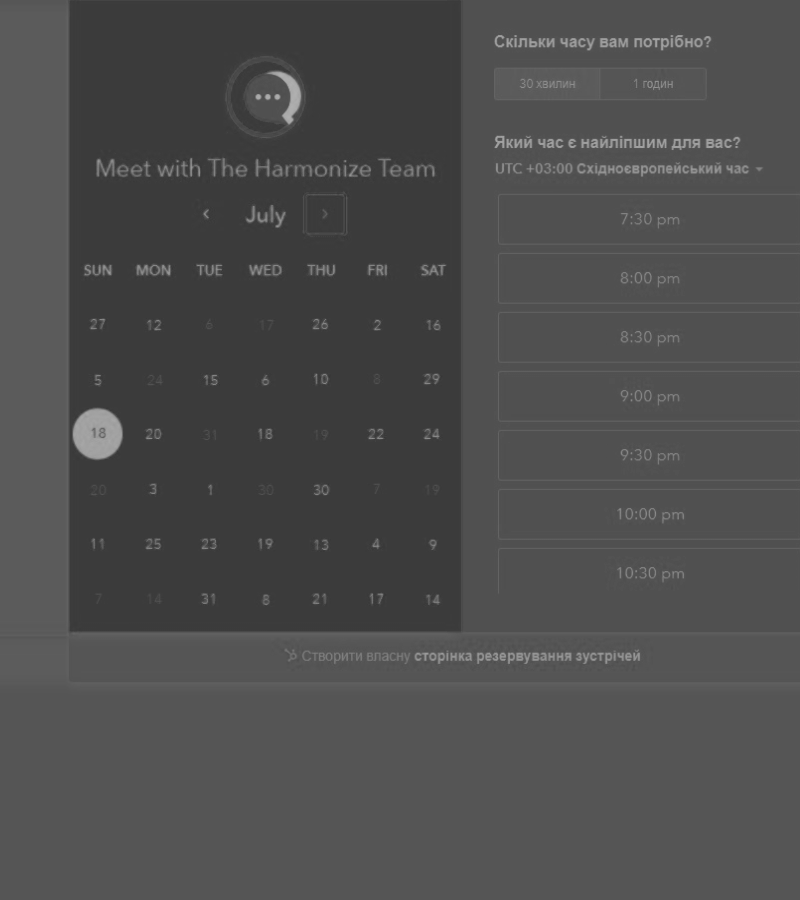 Meet with The Harmonize Team
July
SUN MON TUE WED THU FRI SAT
27 12 6 17 26 2 16
5 24 15 6 10 8 29
18 20 31 18 19 22 24
20 3 1 30 30 7 19
11 25 23 19 13 4 9
7 14 31 8 21 17 14
Скільки часу вам потрібно?
30 хвилин 1 годин
Який час є найліпшим для вас?
UTC +03:00 Східноєвропейський час
7:30 pm
8:00 pm
8:30 pm
9:00 pm
9:30 pm
10:00 pm
10:30 pm
Створити власну сторінка резервування зустрічей